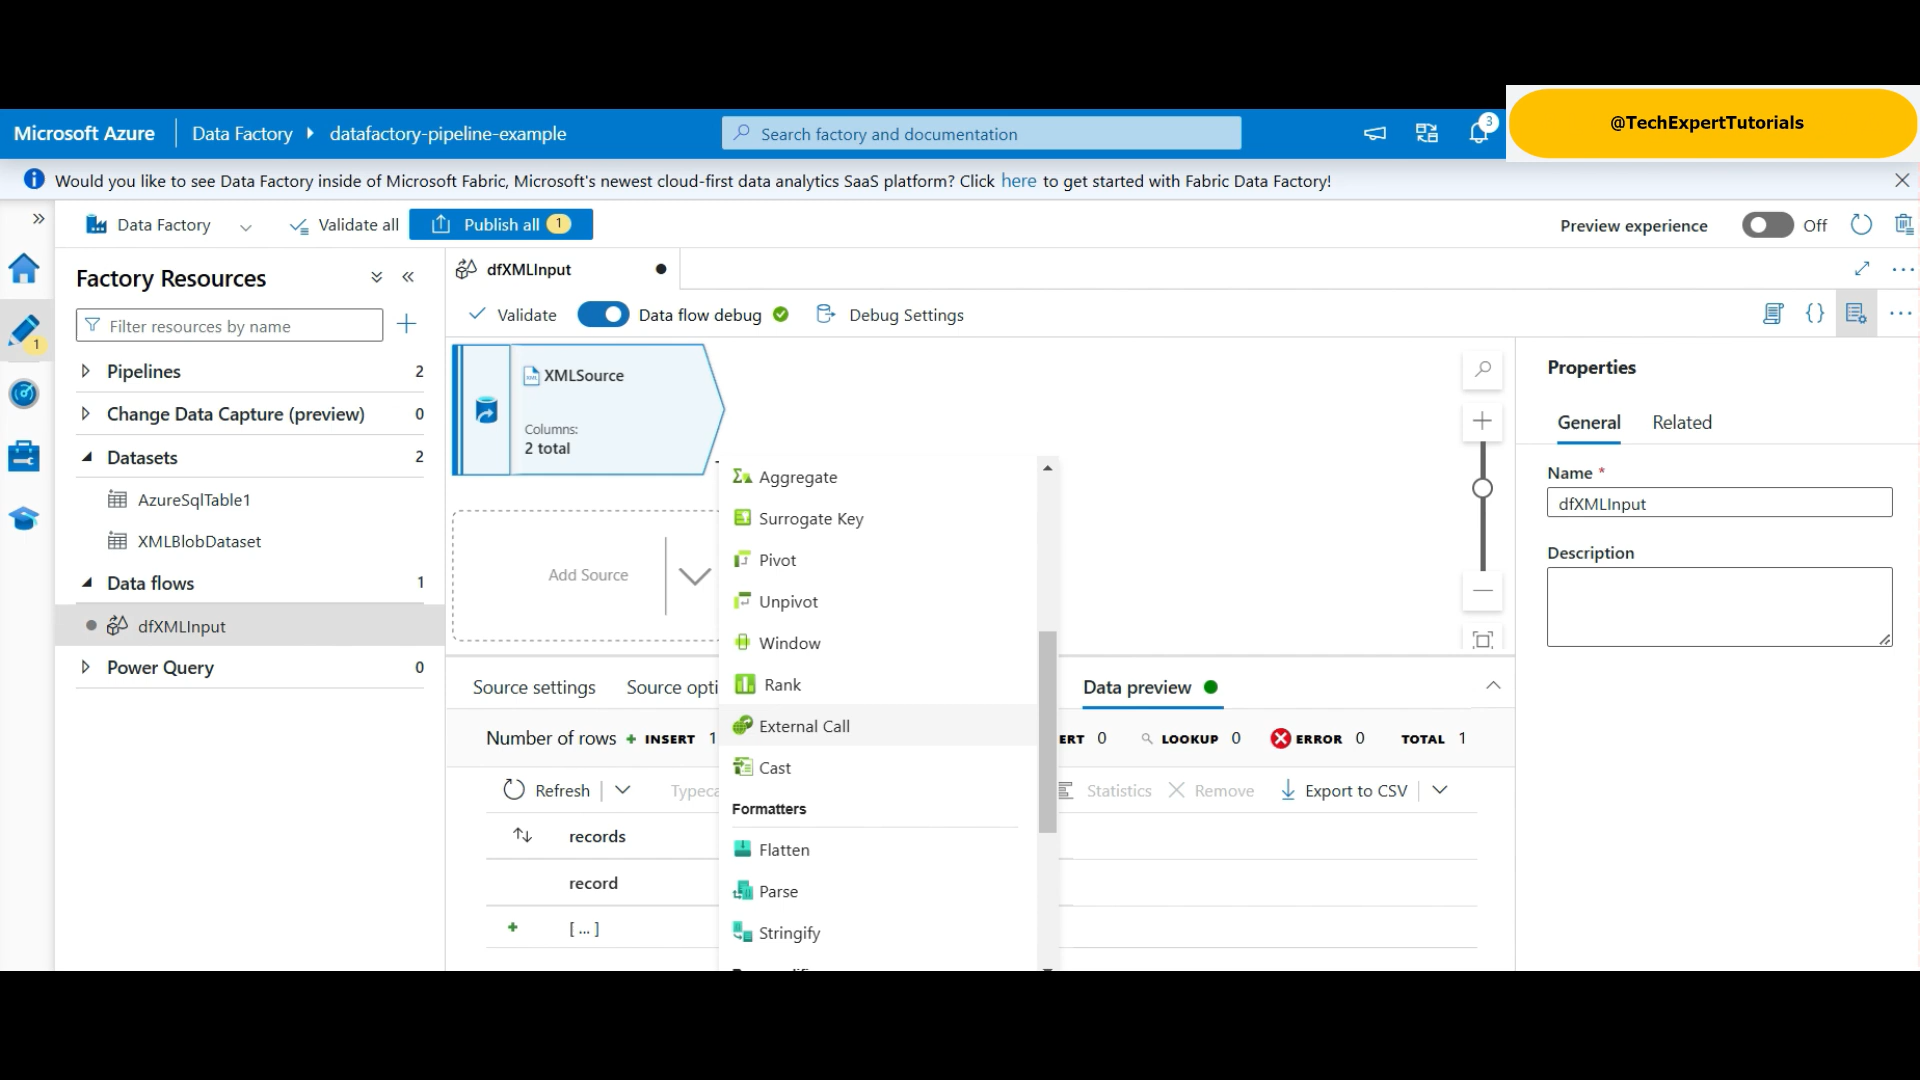 Microsoft Azure
Data Factory
datafactory-pipeline-example
Search factory and documentation
3
@TechExpertTutorials
Would you like to see Data Factory inside of Microsoft Fabric, Microsoft's newest cloud-first data analytics SaaS platform? Click here to get started with Fabric Data Factory!
Data Factory
Validate all
Publish all 1
Preview experience
Off
Factory Resources
Filter resources by name
1
Pipelines 2
Change Data Capture (preview) 0
Datasets 2
AzureSqlTable1
XMLBlobDataset
Data flows 1
dfXMLInput
Power Query 0
dfXMLInput
Validate
Data flow debug
Debug Settings
XMLSource
Columns:
2 total
Add Source
Aggregate
Surrogate Key
Pivot
Unpivot
Window
Rank
External Call
Cast
Formatters
Flatten
Parse
Stringify
Source settings
Source opti
Data preview
Number of rows + INSERT 1
ERT 0
LOOKUP 0
ERROR 0
TOTAL 1
Refresh
Typeca
Statistics
Remove
Export to CSV
records
record
[ ... ]
Properties
General
Related
Name *
dfXMLInput
Description